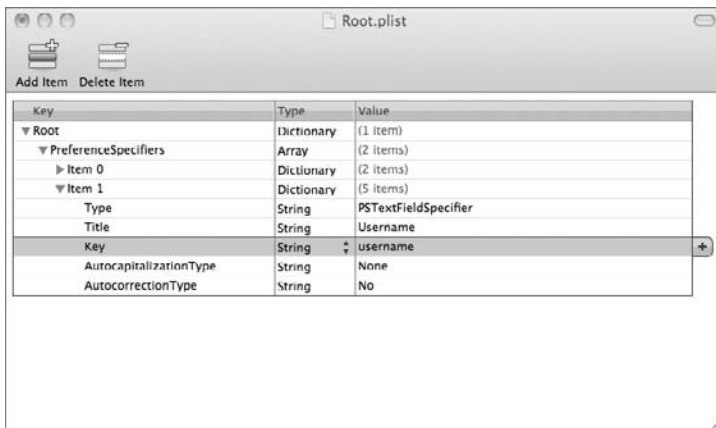 Root.plist
Add Item Delete Item
Key Type Value
Root Dictionary (1 item)
PreferenceSpecifiers Array (2 items)
Item 0 Dictionary (2 items)
Item 1 Dictionary (5 items)
Type String PSTextFieldSpecifier
Title String Username
Key String username +
AutocapitalizationType String None
AutocorrectionType String No